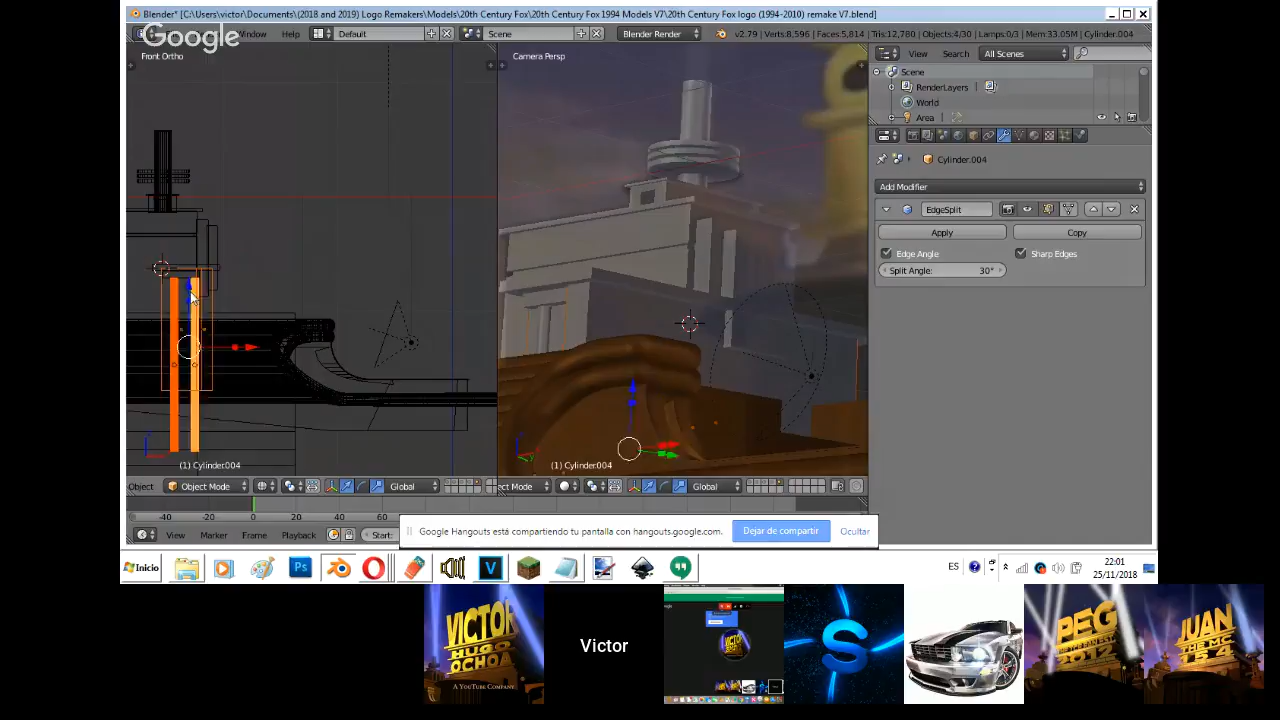 Blender* [C:\Users\victor\Documents\(2018 and 2019) Logo Remakers\Models\20th Century Fox\20th Century Fox1994 Models V7\20th Century Fox logo (1994-2010) remake V7.blend]
Google
Window Default Scene Blender Render v2.79 | Verts:8,596 | Faces:5,814 | Tris:12,780 | Objects:4/30 | Lamps:0/3 | Mem:33.05M | Cylinder.004
Front Ortho
Camera Persp
View Search All Scenes
Scene
RenderLayers
World
Area
Cylinder.004
Add Modifier
EdgeSplit
Apply Copy
Edge Angle Sharp Edges
Split Angle: 30°
(1) Cylinder.004
(1) Cylinder.004
Object Object Mode Global
ect Mode Global
-40 -20 0 20 40 60
View Marker Frame Playback Start:
Google Hangouts está compartiendo tu pantalla con hangouts.google.com. Dejar de compartir Ocultar
Inicio Ps V ES 22:01
25/11/2018
VICTOR
HUGO
OCHOA
A YOUTUBE COMPANY
Victor
S
PEG
2012
JUAN
THE MC
154